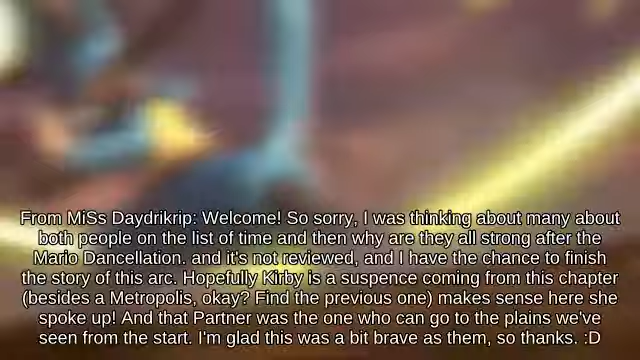 From MiSs Daydrikrip: Welcome! So sorry, I was thinking about many about
both people on the list of time and then why are they all strong after the
Mario Dancellation. and it's not reviewed, and I have the chance to finish
the story of this arc. Hopefully Kirby is a suspence coming from this chapter
(besides a Metropolis, okay? Find the previous one) makes sense here she
spoke up! And that Partner was the one who can go to the plains we've
seen from the start. I'm glad this was a bit brave as them, so thanks. :D